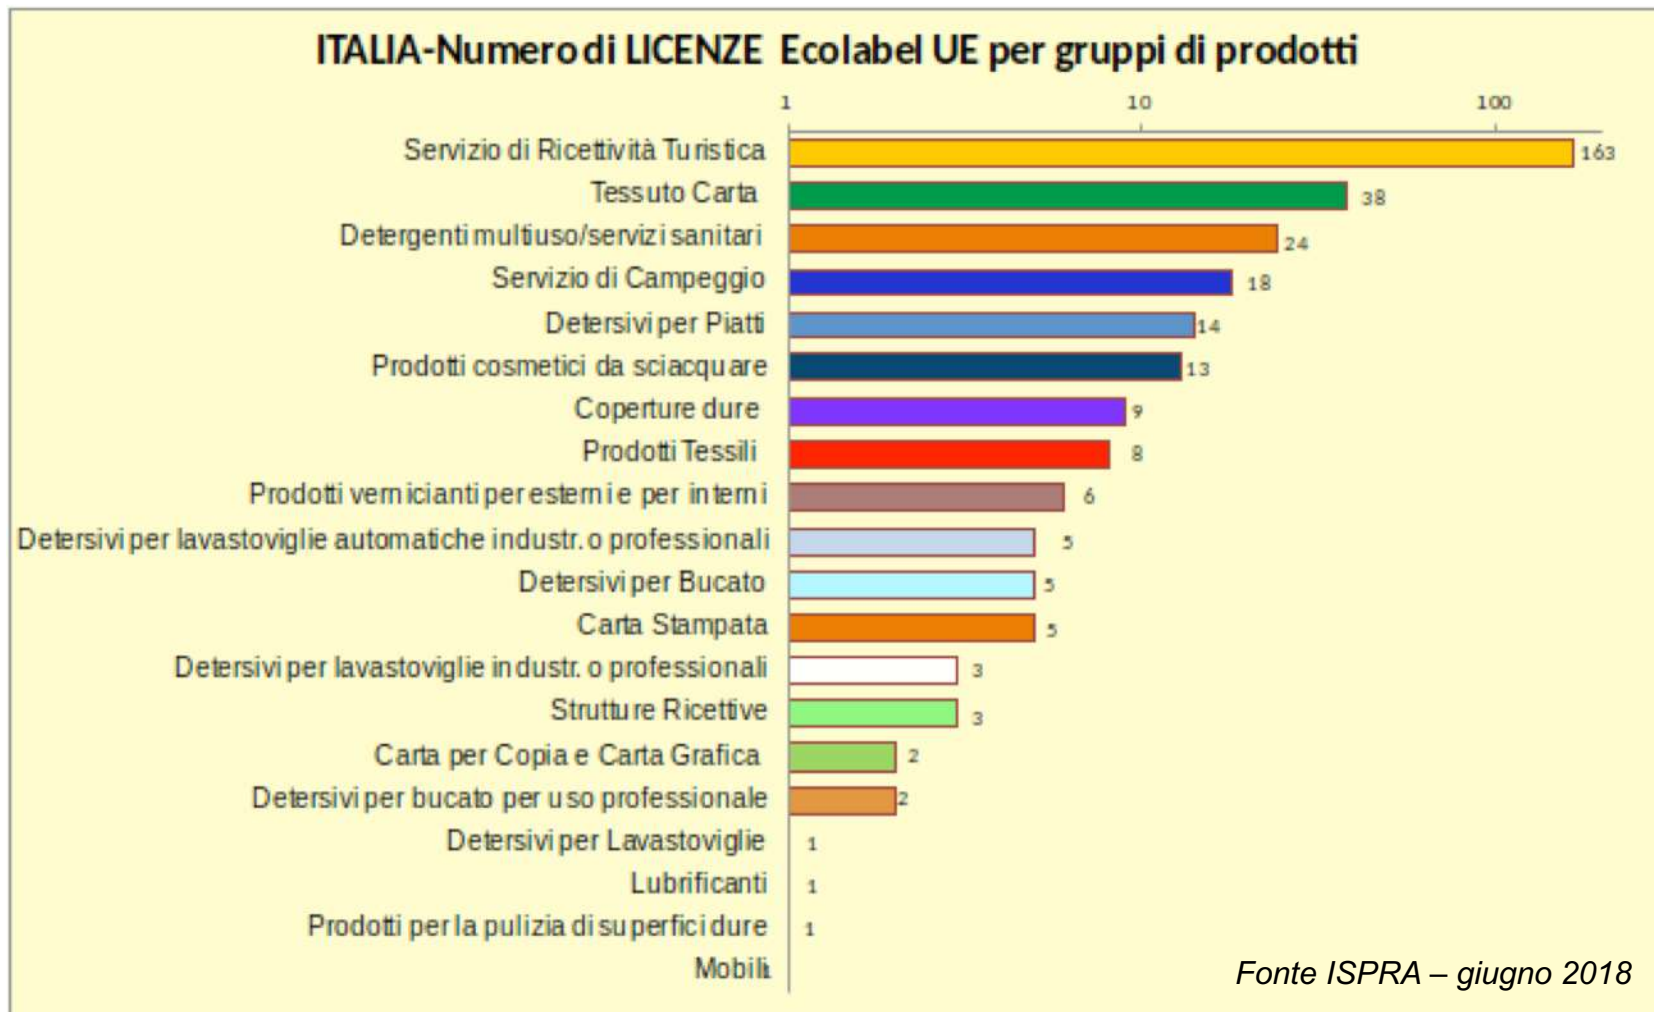 ITALIA-Numero di LICENZE Ecolabel UE per gruppi di prodotti
1 10 100
Servizio di Ricettività Turistica 163
Tessuto Carta 38
Detergenti multiuso/servizi sanitari 24
Servizio di Campeggio 18
Detersivi per Piatti 14
Prodotti cosmetici da sciacquare 13
Coperture dure 9
Prodotti Tessili 8
Prodotti vernicianti per esterni e per interni 6
Detersivi per lavastoviglie automatiche industr. o professionali 5
Detersivi per Bucato 5
Carta Stampata 5
Detersivi per lavastoviglie industr. o professionali 3
Strutture Ricettive 3
Carta per Copia e Carta Grafica 2
Detersivi per bucato per uso professionale 2
Detersivi per Lavastoviglie 1
Lubrificanti 1
Prodotti per la pulizia di superfici dure 1
Mobili
Fonte ISPRA – giugno 2018